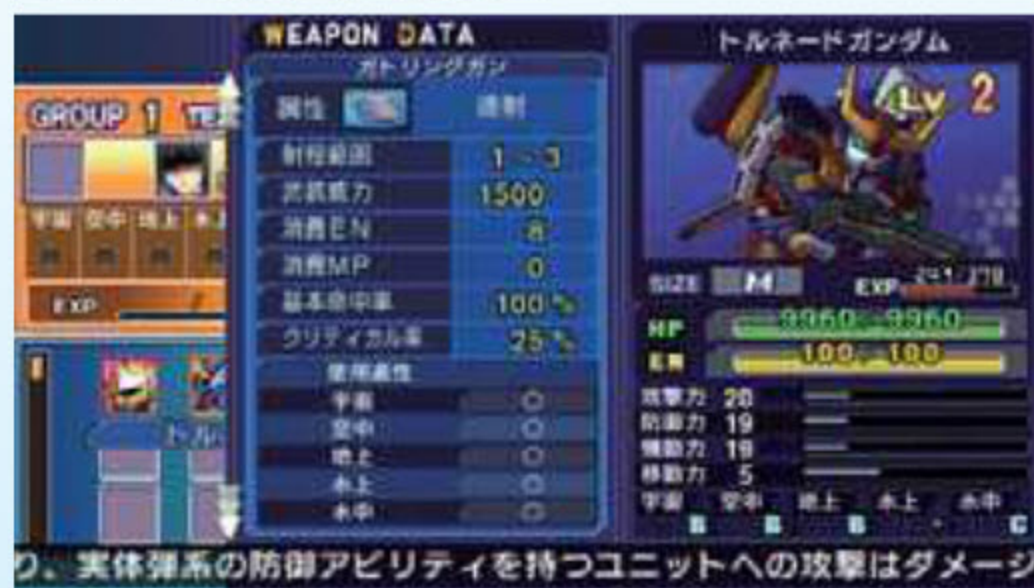 WEAPON DATA
ガトリングガン
属性 連射
射程範囲 1~3
武装威力 1500
消費EN 8
消費MP 0
基本命中率 100%
クリティカル率 25%
使用適性
宇宙 ○
空中 ○
地上 ○
水上 ○
水中 ○
GROUP 1
宇宙 空中 地上 水上
EXP
トル
トルネードガンダム
Lv 2
SIZE M
EXP
HP 9960/9960
EN 100/100
攻撃力 20
防御力 19
機動力 19
移動力 5
宇宙 空中 地上 水上 水中
B B B - C
り、実体弾系の防御アビリティを持つユニットへの攻撃はダメージ